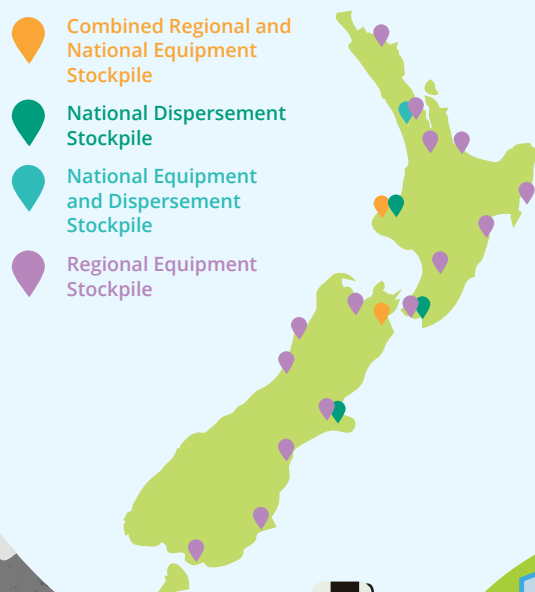 Combined Regional and
National Equipment
Stockpile
National Dispersement
Stockpile
National Equipment
and Dispersement
Stockpile
Regional Equipment
Stockpile